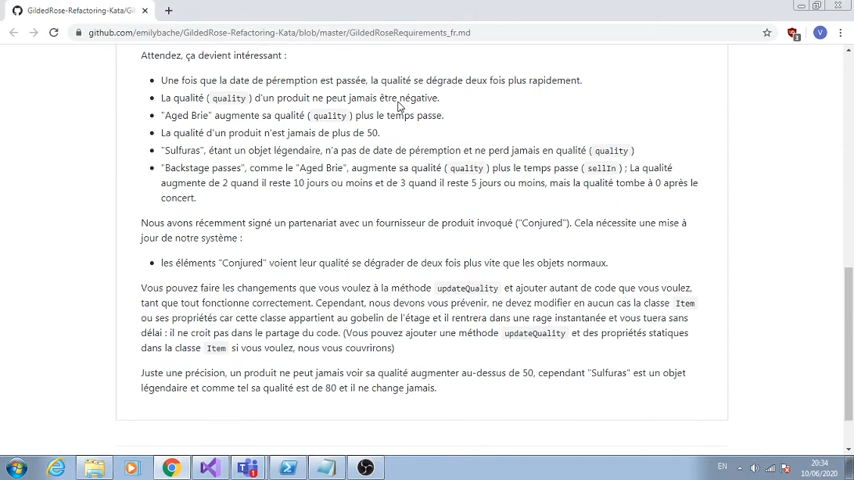 GildedRose-Refactoring-Kata/Gil
github.com/emilybache/GildedRose-Refactoring-Kata/blob/master/GildedRoseRequirements_fr.md
V
Attendez, ça devient intéressant :
Une fois que la date de péremption est passée, la qualité se dégrade deux fois plus rapidement.
La qualité ( quality ) d'un produit ne peut jamais être négative.
"Aged Brie" augmente sa qualité ( quality ) plus le temps passe.
La qualité d'un produit n'est jamais de plus de 50.
"Sulfuras", étant un objet légendaire, n'a pas de date de péremption et ne perd jamais en qualité ( quality )
"Backstage passes", comme le "Aged Brie", augmente sa qualité ( quality ) plus le temps passe ( sellIn ) ; La qualité
augmente de 2 quand il reste 10 jours ou moins et de 3 quand il reste 5 jours ou moins, mais la qualité tombe à 0 après le
concert.
Nous avons récemment signé un partenariat avec un fournisseur de produit invoqué ("Conjured"). Cela nécessite une mise à
jour de notre système :
les éléments "Conjured" voient leur qualité se dégrader de deux fois plus vite que les objets normaux.
Vous pouvez faire les changements que vous voulez à la méthode updateQuality et ajouter autant de code que vous voulez,
tant que tout fonctionne correctement. Cependant, nous devons vous prévenir, ne devez modifier en aucun cas la classe Item
ou ses propriétés car cette classe appartient au gobelin de l'étage et il rentrera dans une rage instantanée et vous tuera sans
délai : il ne croit pas dans le partage du code. (Vous pouvez ajouter une méthode updateQuality et des propriétés statiques
dans la classe Item si vous voulez, nous vous couvrirons)
Juste une précision, un produit ne peut jamais voir sa qualité augmenter au-dessus de 50, cependant "Sulfuras" est un objet
légendaire et comme tel sa qualité est de 80 et il ne change jamais.
EN
20:34
10/06/2020